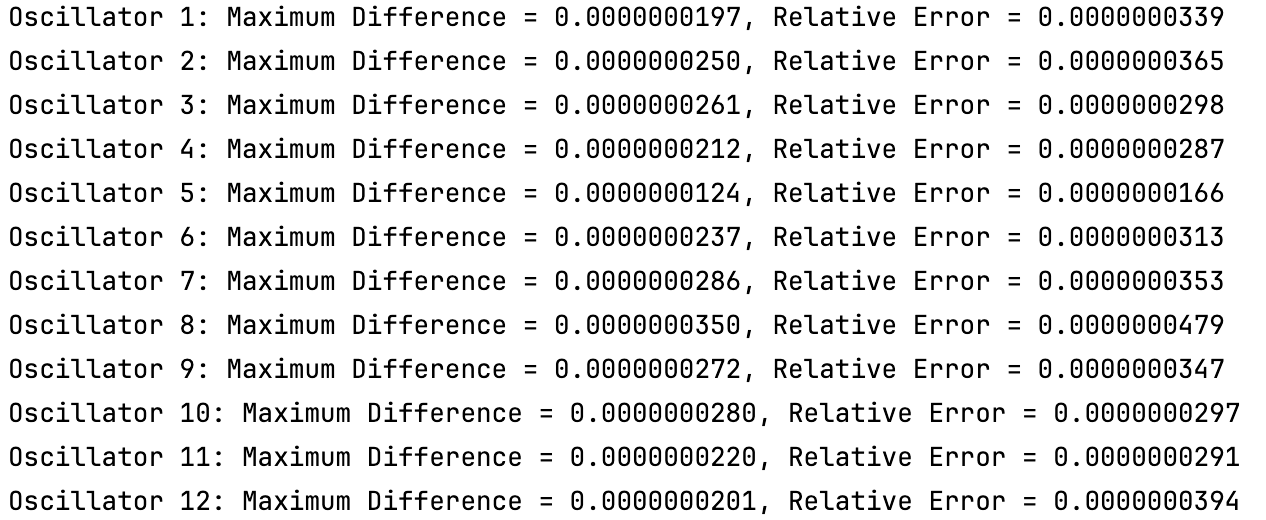 Oscillator 1: Maximum Difference = 0.0000000197, Relative Error = 0.0000000339
Oscillator 2: Maximum Difference = 0.0000000250, Relative Error = 0.0000000365
Oscillator 3: Maximum Difference = 0.0000000261, Relative Error = 0.0000000298
Oscillator 4: Maximum Difference = 0.0000000212, Relative Error = 0.0000000287
Oscillator 5: Maximum Difference = 0.0000000124, Relative Error = 0.0000000166
Oscillator 6: Maximum Difference = 0.0000000237, Relative Error = 0.0000000313
Oscillator 7: Maximum Difference = 0.0000000286, Relative Error = 0.0000000353
Oscillator 8: Maximum Difference = 0.0000000350, Relative Error = 0.0000000479
Oscillator 9: Maximum Difference = 0.0000000272, Relative Error = 0.0000000347
Oscillator 10: Maximum Difference = 0.0000000280, Relative Error = 0.0000000297
Oscillator 11: Maximum Difference = 0.0000000220, Relative Error = 0.0000000291
Oscillator 12: Maximum Difference = 0.0000000201, Relative Error = 0.0000000394